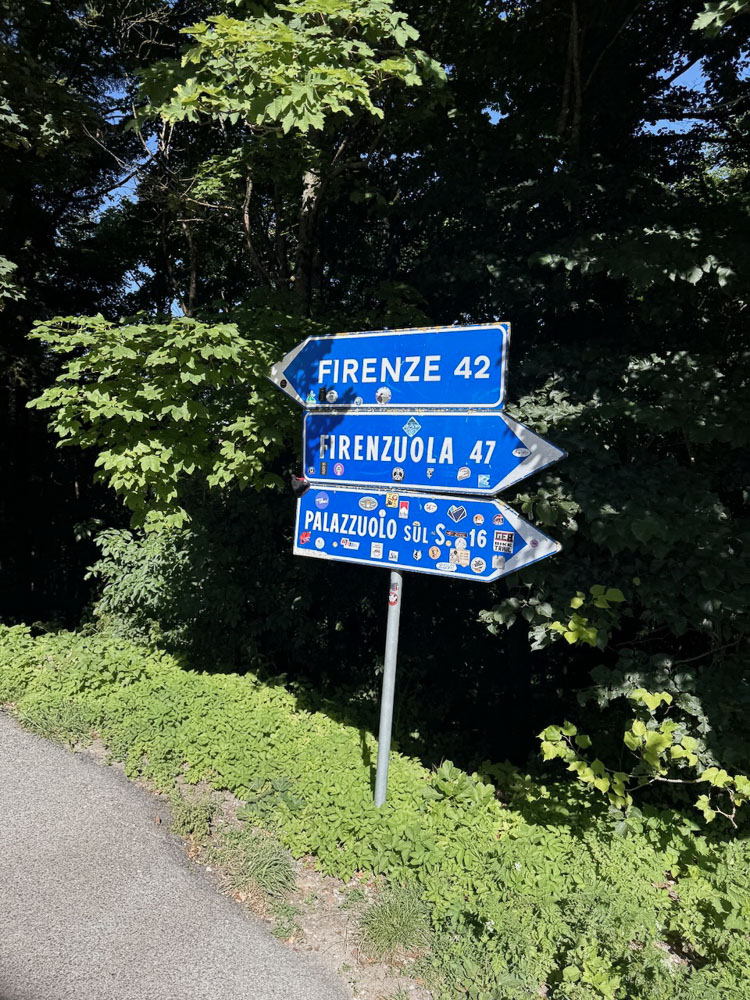 FIRENZE 42
FIRENZUOLA 47
PALAZZUOLO SUL S. 16